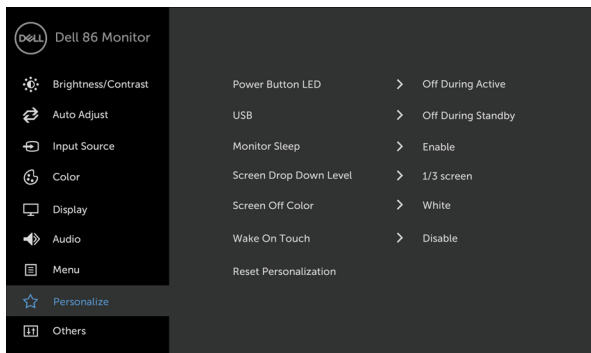 DELL Dell 86 Monitor
Brightness/Contrast
Auto Adjust
Input Source
Color
Display
Audio
Menu
Personalize
Others
Power Button LED > Off During Active
USB > Off During Standby
Monitor Sleep > Enable
Screen Drop Down Level > 1/3 screen
Screen Off Color > White
Wake On Touch > Disable
Reset Personalization